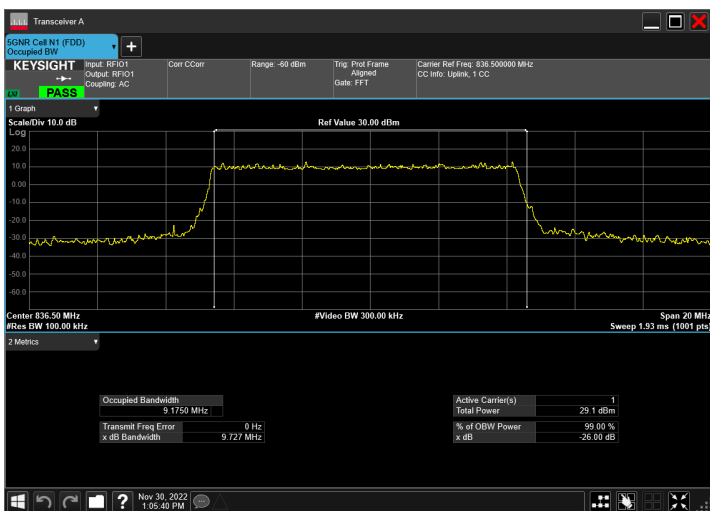 Transceiver A
5GNR Cell N1 (FDD)
Occupied BW
KEYSIGHT
LXI
PASS
Input: RFIO1
Output: RFIO1
Coupling: AC
Corr CCorr
Range: -60 dBm
Trig: Prot Frame
Aligned
Gate: FFT
Carrier Ref Freq: 836.500000 MHz
CC Info: Uplink, 1 CC
1 Graph
Scale/Div 10.0 dB
Ref Value 30.00 dBm
Log
20.0
10.0
0.00
-10.0
-20.0
-30.0
-40.0
-50.0
-60.0
Center 836.50 MHz
#Video BW 300.00 kHz
Span 20 MHz
#Res BW 100.00 kHz
Sweep 1.93 ms (1001 pts)
2 Metrics
Occupied Bandwidth
9.1750 MHz
Transmit Freq Error 0 Hz
x dB Bandwidth 9.727 MHz
Active Carrier(s) 1
Total Power 29.1 dBm
% of OBW Power 99.00 %
x dB -26.00 dB
?
Nov 30, 2022
1:05:40 PM